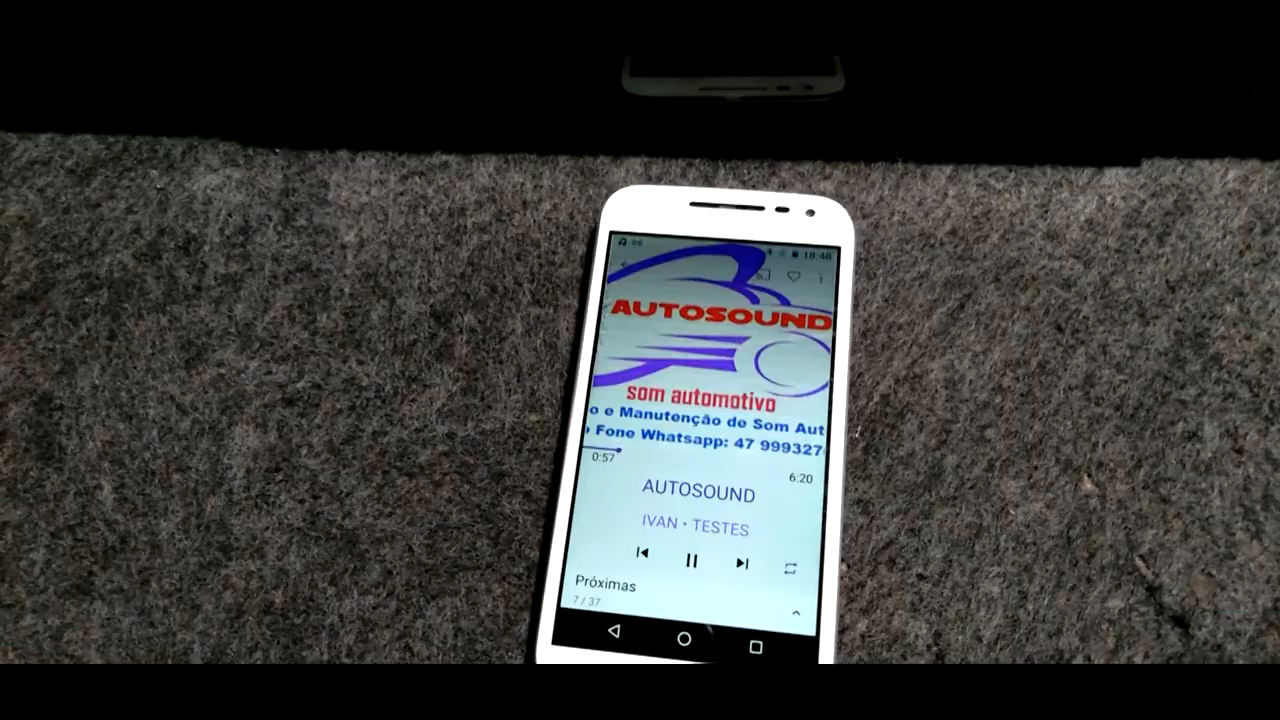 18:48
AUTOSOUND
som automotivo
o e Manutenção de Som Aut
Fone Whatsapp: 47 999327
0:57
6:20
AUTOSOUND
IVAN • TESTES
Próximas
7 / 37